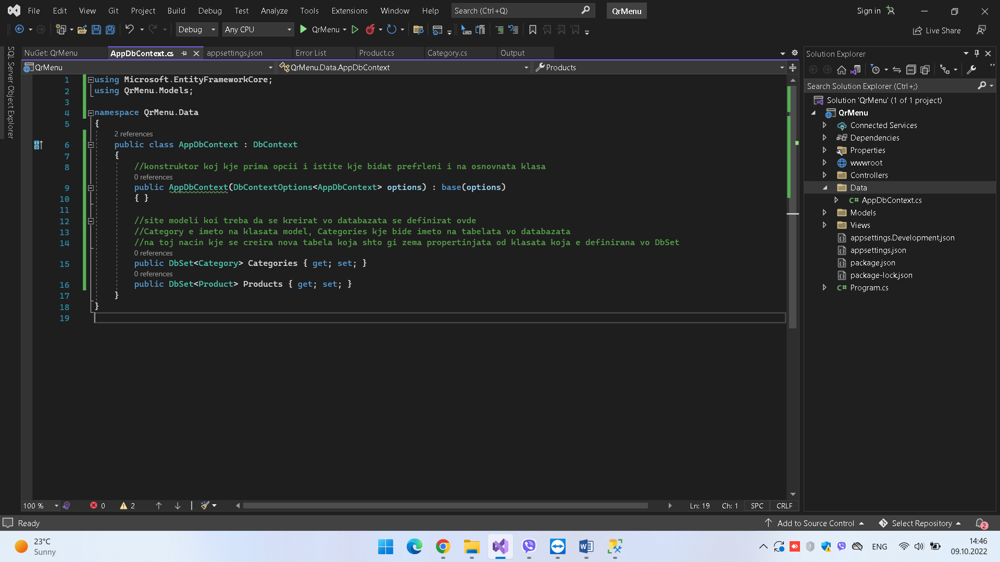 File Edit View Git Project Build Debug Test Analyze Tools Extensions Window Help Search (Ctrl+Q) QrMenu Sign in
Debug Any CPU QrMenu Live Share
SQL Server Object Explorer
NuGet: QrMenu AppDbContext.cs appsettings.json Error List Product.cs Category.cs Output
QrMenu QrMenu.Data.AppDbContext Products
1 using Microsoft.EntityFrameworkCore;
2 using QrMenu.Models;
3
4 namespace QrMenu.Data
5 {
2 references
6 public class AppDbContext : DbContext
7 {
8 //konstruktor koj kje prima opcii i istite kje bidat prefrleni i na osnovnata klasa
0 references
9 public AppDbContext(DbContextOptions<AppDbContext> options) : base(options)
10 { }
11
12 //site modeli koi treba da se kreirat vo databazata se definirat ovde
13 //Category e imeto na klasata model, Categories kje bide imeto na tabelata vo databazata
14 //na toj nacin kje se creira nova tabela koja shto gi zema propertinjata od klasata koja e definirana vo DbSet
0 references
15 public DbSet<Category> Categories { get; set; }
0 references
16 public DbSet<Product> Products { get; set; }
17 }
18 }
19
100 % 0 2 Ln: 19 Ch: 1 SPC CRLF
Solution Explorer
Search Solution Explorer (Ctrl+;)
Solution 'QrMenu' (1 of 1 project)
QrMenu
Connected Services
Dependencies
Properties
wwwroot
Controllers
Data
C# AppDbContext.cs
Models
Views
appsettings.Development.json
appsettings.json
package.json
package-lock.json
C# Program.cs
Ready Add to Source Control Select Repository 2
23°C
Sunny
ENG
14:46
09.10.2022